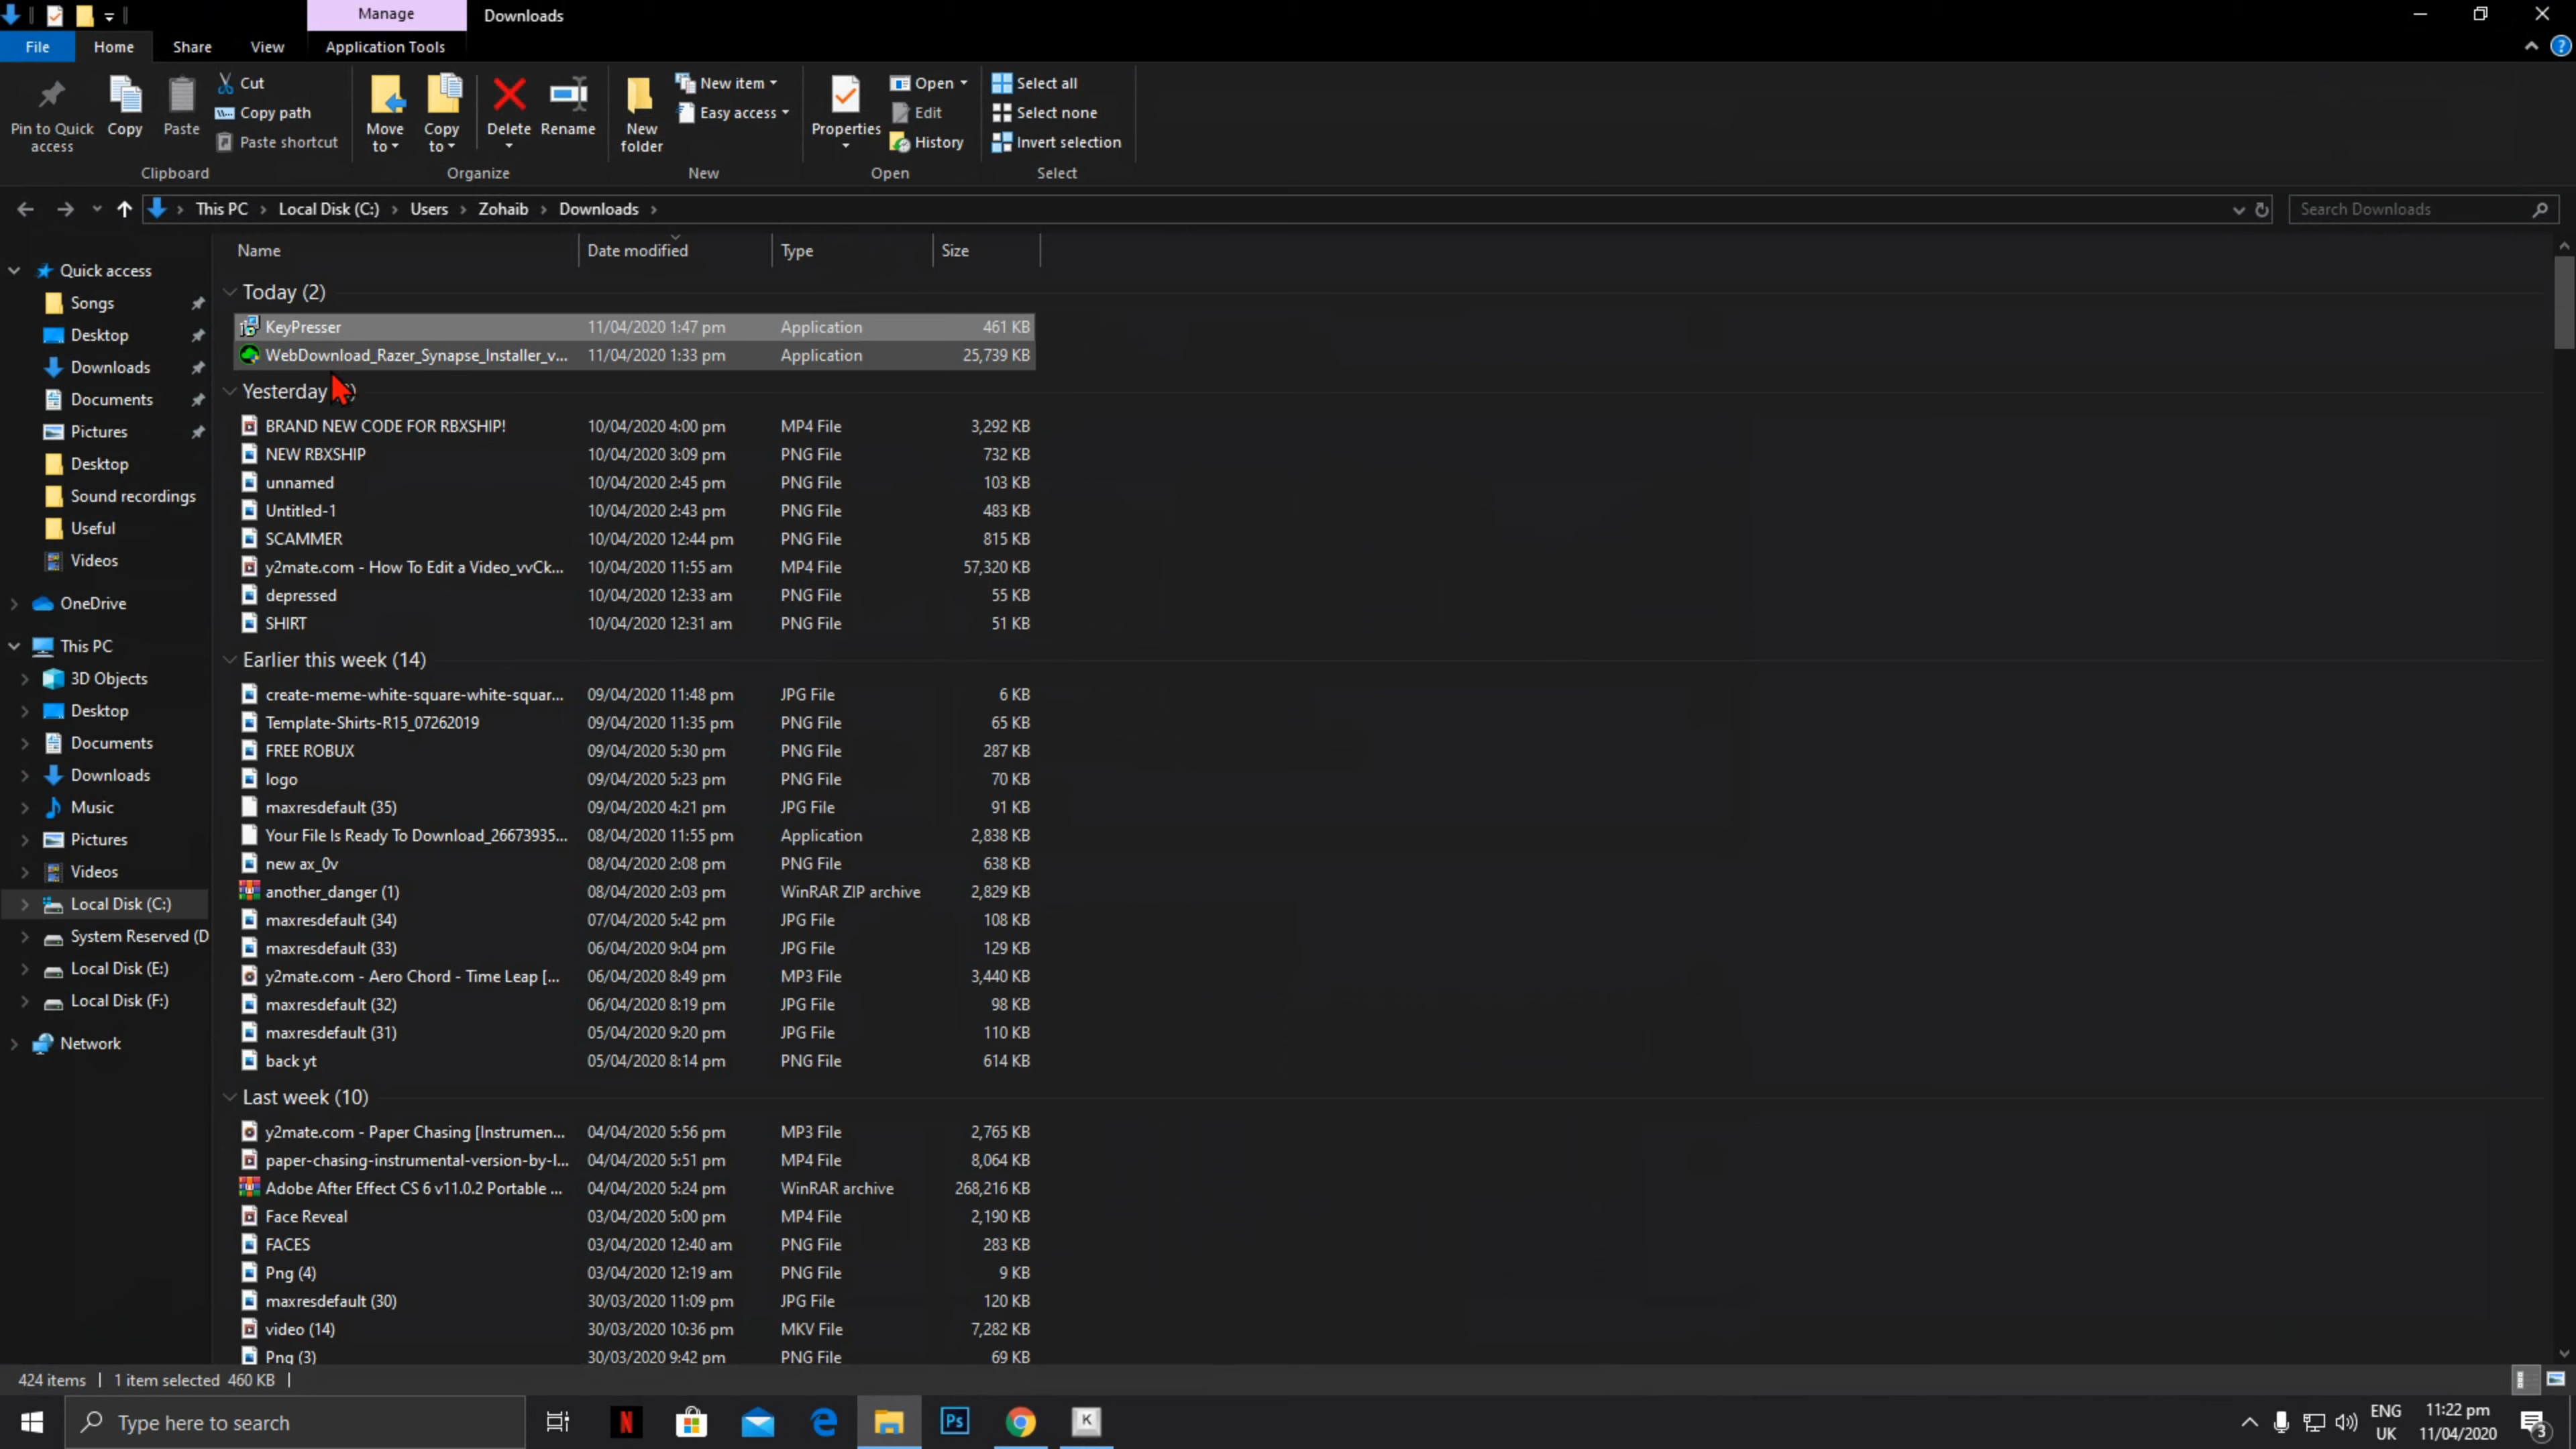 Manage
Downloads
File
Home
Share
View
Application Tools
Pin to Quick access
Copy
Paste
Cut
Copy path
Paste shortcut
Clipboard
Move to
Copy to
Delete
Rename
Organize
New folder
New item
Easy access
New
Properties
Open
Edit
History
Open
Select all
Select none
Invert selection
Select
This PC > Local Disk (C:) > Users > Zohaib > Downloads >
Search Downloads
Quick access
Songs
Desktop
Downloads
Documents
Pictures
Desktop
Sound recordings
Useful
Videos
OneDrive
This PC
3D Objects
Desktop
Documents
Downloads
Music
Pictures
Videos
Local Disk (C:)
System Reserved (D
Local Disk (E:)
Local Disk (F:)
Network
Name Date modified Type Size
Today (2)
KeyPresser 11/04/2020 1:47 pm Application 461 KB
WebDownload_Razer_Synapse_Installer_v... 11/04/2020 1:33 pm Application 25,739 KB
Yesterday
BRAND NEW CODE FOR RBXSHIP! 10/04/2020 4:00 pm MP4 File 3,292 KB
NEW RBXSHIP 10/04/2020 3:09 pm PNG File 732 KB
unnamed 10/04/2020 2:45 pm PNG File 103 KB
Untitled-1 10/04/2020 2:43 pm PNG File 483 KB
SCAMMER 10/04/2020 12:44 pm PNG File 815 KB
y2mate.com - How To Edit a Video_vvCk... 10/04/2020 11:55 am MP4 File 57,320 KB
depressed 10/04/2020 12:33 am PNG File 55 KB
SHIRT 10/04/2020 12:31 am PNG File 51 KB
Earlier this week (14)
create-meme-white-square-white-squar... 09/04/2020 11:48 pm JPG File 6 KB
Template-Shirts-R15_07262019 09/04/2020 11:35 pm PNG File 65 KB
FREE ROBUX 09/04/2020 5:30 pm PNG File 287 KB
logo 09/04/2020 5:23 pm PNG File 70 KB
maxresdefault (35) 09/04/2020 4:21 pm JPG File 91 KB
Your File Is Ready To Download_26673935... 08/04/2020 11:55 pm Application 2,838 KB
new ax_0v 08/04/2020 2:08 pm PNG File 638 KB
another_danger (1) 08/04/2020 2:03 pm WinRAR ZIP archive 2,829 KB
maxresdefault (34) 07/04/2020 5:42 pm JPG File 108 KB
maxresdefault (33) 06/04/2020 9:04 pm JPG File 129 KB
y2mate.com - Aero Chord - Time Leap [... 06/04/2020 8:49 pm MP3 File 3,440 KB
maxresdefault (32) 06/04/2020 8:19 pm JPG File 98 KB
maxresdefault (31) 05/04/2020 9:20 pm JPG File 110 KB
back yt 05/04/2020 8:14 pm PNG File 614 KB
Last week (10)
y2mate.com - Paper Chasing [Instrumen... 04/04/2020 5:56 pm MP3 File 2,765 KB
paper-chasing-instrumental-version-by-l... 04/04/2020 5:51 pm MP4 File 8,064 KB
Adobe After Effect CS 6 v11.0.2 Portable ... 04/04/2020 5:24 pm WinRAR archive 268,216 KB
Face Reveal 03/04/2020 5:00 pm MP4 File 2,190 KB
FACES 03/04/2020 12:40 am PNG File 283 KB
Png (4) 03/04/2020 12:19 am PNG File 9 KB
maxresdefault (30) 30/03/2020 11:09 pm JPG File 120 KB
video (14) 30/03/2020 10:36 pm MKV File 7,282 KB
Png (3) 30/03/2020 9:42 pm PNG File 69 KB
424 items | 1 item selected 460 KB |
Type here to search
N
Ps
K
ENG
UK
11:22 pm
11/04/2020
3